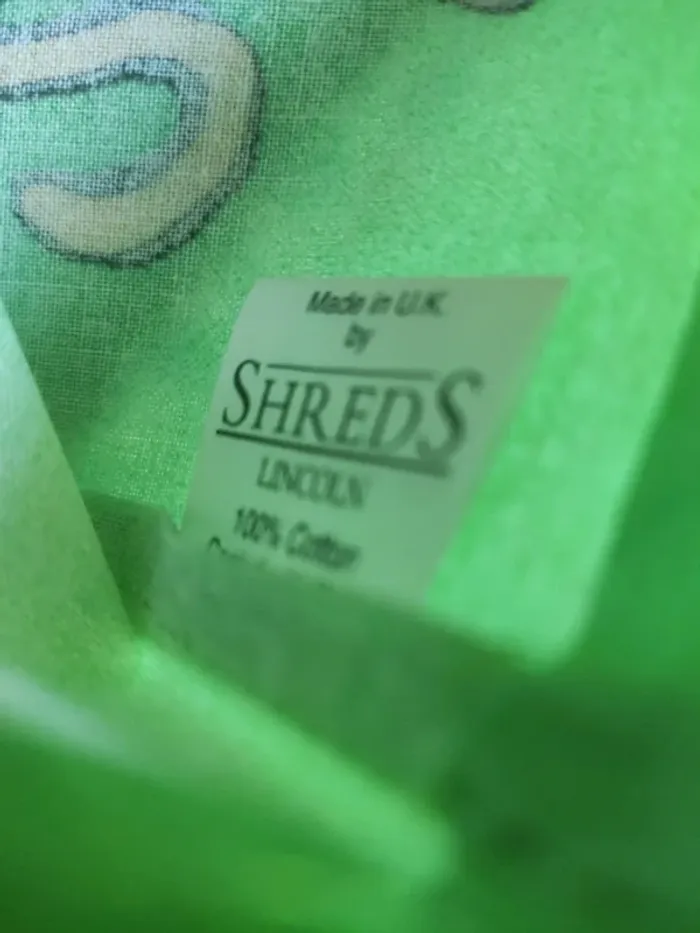 Made in U.K.
by
SHREDS
LINCOLN
100% Cotton